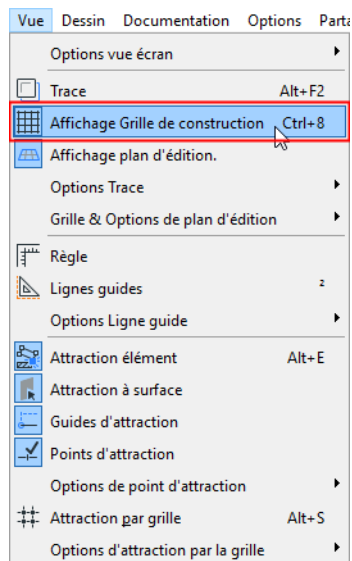 Vue Dessin Documentation Options Parta
Options vue écran
Trace Alt+F2
Affichage Grille de construction Ctrl+8
Affichage plan d'édition.
Options Trace
Grille & Options de plan d'édition
Règle
Lignes guides ²
Options Ligne guide
Attraction élément Alt+E
Attraction à surface
Guides d'attraction
Points d'attraction
Options de point d'attraction
Attraction par grille Alt+S
Options d'attraction par la grille